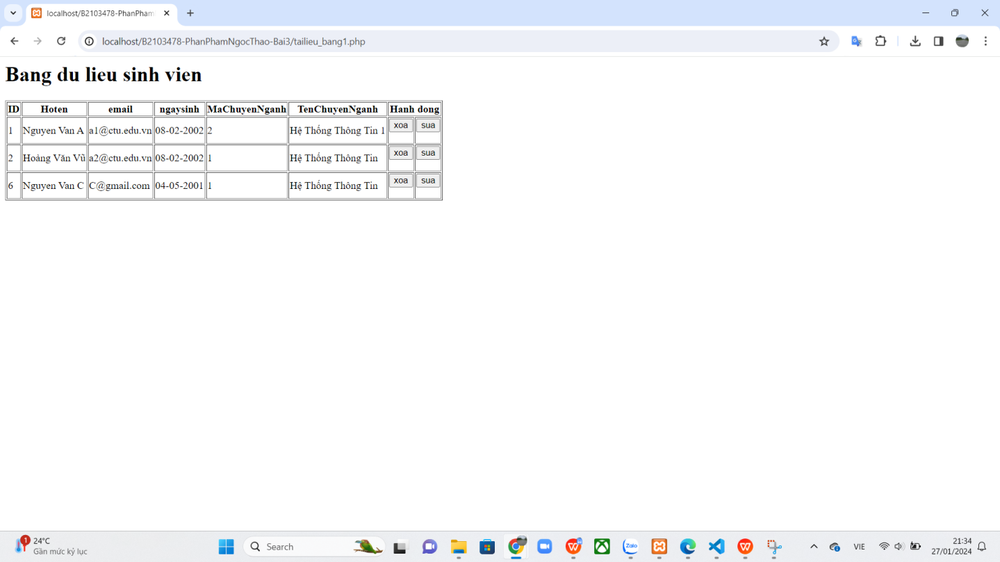 localhost/B2103478-PhanPham
localhost/B2103478-PhanPhamNgocThao-Bai3/tailieu_bang1.php
Bang du lieu sinh vien
ID Hoten email ngaysinh MaChuyenNganh TenChuyenNganh Hanh dong
1 Nguyen Van A a1@ctu.edu.vn 08-02-2002 2 Hệ Thống Thông Tin 1 xoa sua
2 Hoàng Văn Vũ a2@ctu.edu.vn 08-02-2002 1 Hệ Thống Thông Tin xoa sua
6 Nguyen Van C C@gmail.com 04-05-2001 1 Hệ Thống Thông Tin xoa sua
1 24°C
Gần mức kỷ lục
Search
Zalo
VIE
21:34
27/01/2024